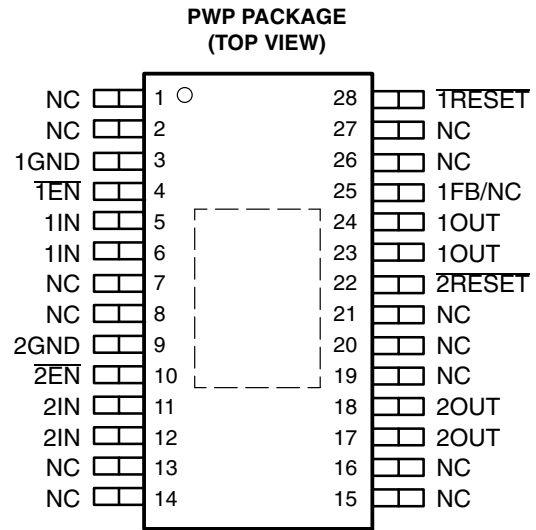 PWP PACKAGE
(TOP VIEW)
NC 1 28 1RESET
NC 2 27 NC
1GND 3 26 NC
1EN 4 25 1FB/NC
1IN 5 24 1OUT
1IN 6 23 1OUT
NC 7 22 2RESET
NC 8 21 NC
2GND 9 20 NC
2EN 10 19 NC
2IN 11 18 2OUT
2IN 12 17 2OUT
NC 13 16 NC
NC 14 15 NC